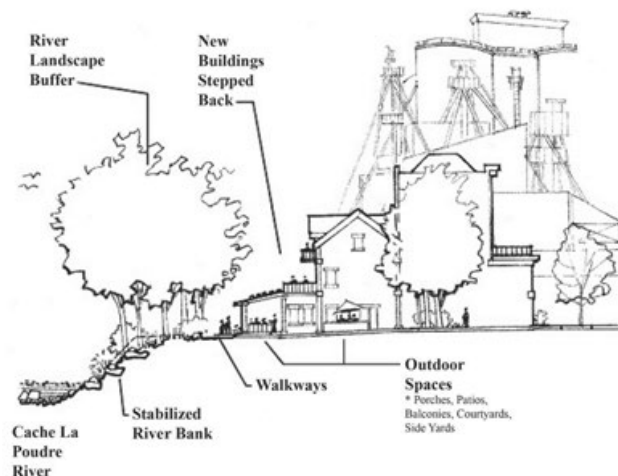 River
Landscape
Buffer
New
Buildings
Stepped
Back
Walkways
Outdoor
Spaces
* Porches, Patios,
Balconies, Courtyards,
Side Yards
Stabilized
River Bank
Cache La
Poudre
River